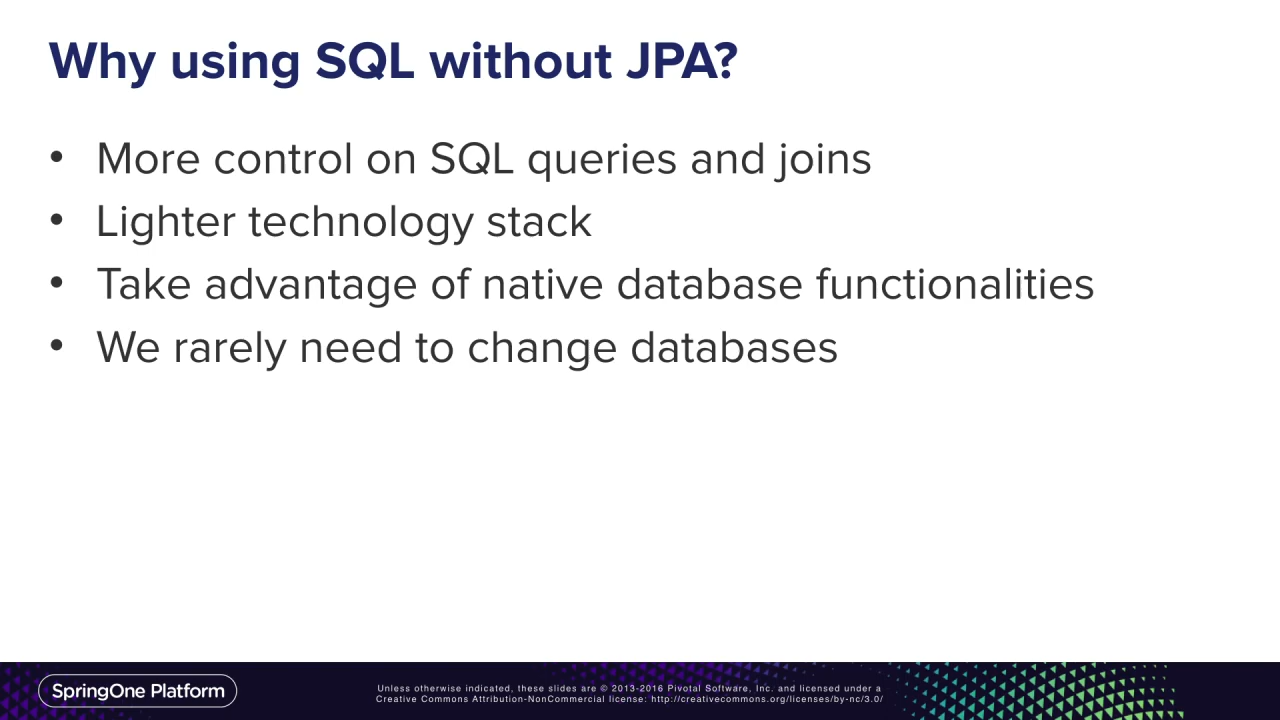 Why using SQL without JPA?
• More control on SQL queries and joins
• Lighter technology stack
• Take advantage of native database functionalities
• We rarely need to change databases
SpringOne Platform
Unless otherwise indicated, these slides are © 2013-2016 Pivotal Software, Inc. and licensed under a
Creative Commons Attribution-NonCommercial license: http://creativecommons.org/licenses/by-nc/3.0/